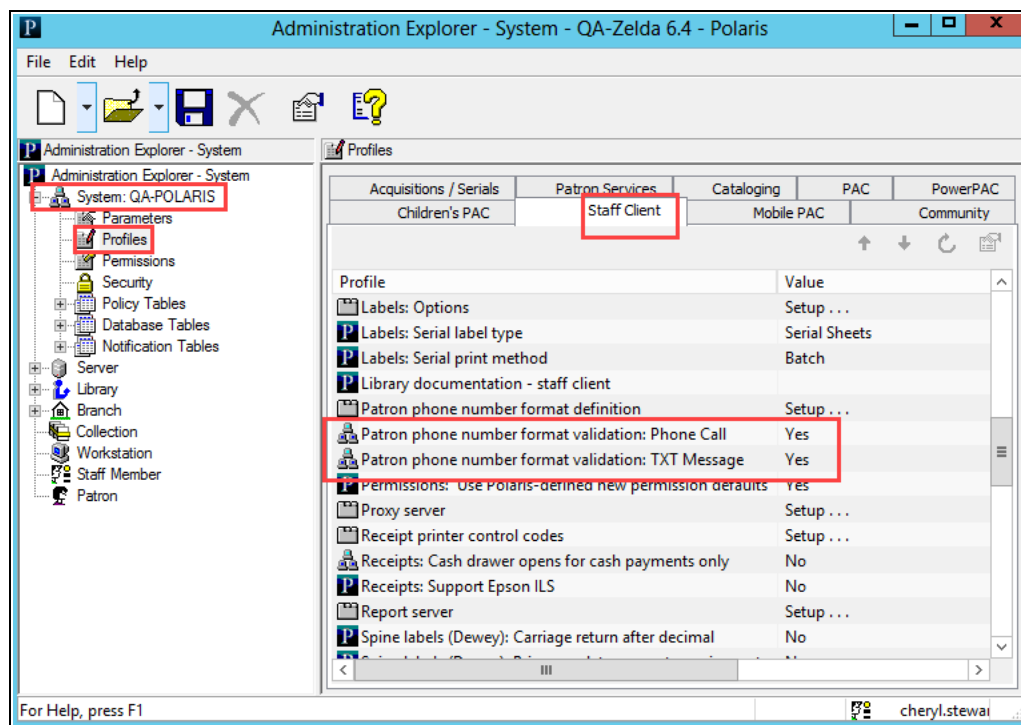 P Administration Explorer - System - QA-Zelda 6.4 - Polaris
File Edit Help
P Administration Explorer - System
Profiles
P Administration Explorer - System
System: QA-POLARIS
Parameters
Profiles
Permissions
Security
Policy Tables
Database Tables
Notification Tables
Server
Library
Branch
Collection
Workstation
Staff Member
Patron
Acquisitions / Serials Patron Services Cataloging PAC PowerPAC
Children's PAC Staff Client Mobile PAC Community
Profile Value
Labels: Options Setup . . .
P Labels: Serial label type Serial Sheets
P Labels: Serial print method Batch
P Library documentation - staff client
Patron phone number format definition Setup . . .
Patron phone number format validation: Phone Call Yes
Patron phone number format validation: TXT Message Yes
P Permissions: Use Polaris-defined new permission defaults Yes
Proxy server Setup . . .
Receipt printer control codes Setup . . .
Receipts: Cash drawer opens for cash payments only No
P Receipts: Support Epson ILS No
Report server Setup . . .
P Spine labels (Dewey): Carriage return after decimal No
For Help, press F1 cheryl.stewa